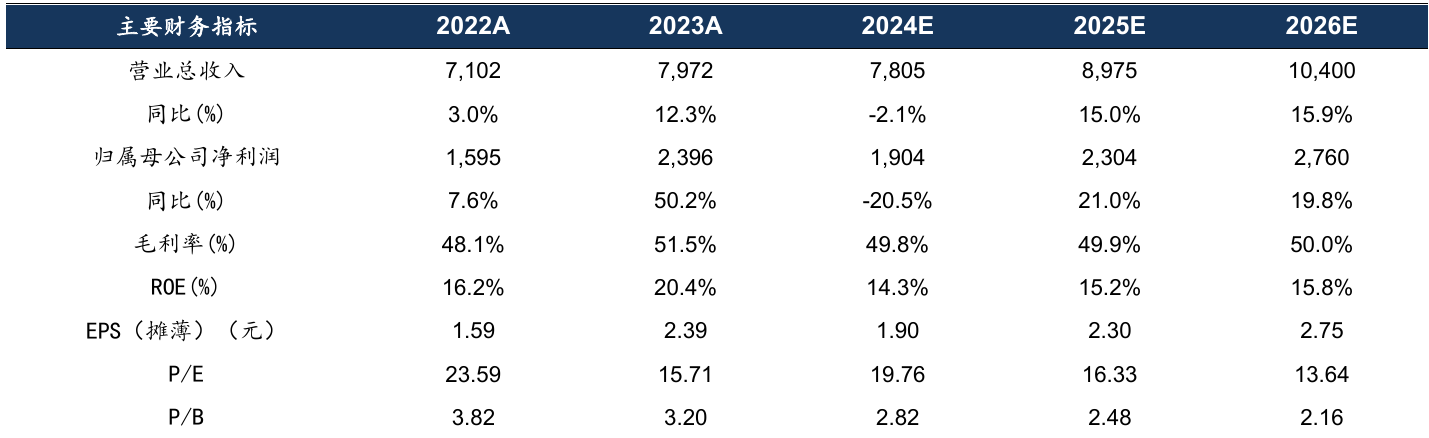 主要财务指标 2022A 2023A 2024E 2025E 2026E
营业总收入 7,102 7,972 7,805 8,975 10,400
同比(%) 3.0% 12.3% -2.1% 15.0% 15.9%
归属母公司净利润 1,595 2,396 1,904 2,304 2,760
同比(%) 7.6% 50.2% -20.5% 21.0% 19.8%
毛利率(%) 48.1% 51.5% 49.8% 49.9% 50.0%
ROE(%) 16.2% 20.4% 14.3% 15.2% 15.8%
EPS（摊薄）（元） 1.59 2.39 1.90 2.30 2.75
P/E 23.59 15.71 19.76 16.33 13.64
P/B 3.82 3.20 2.82 2.48 2.16